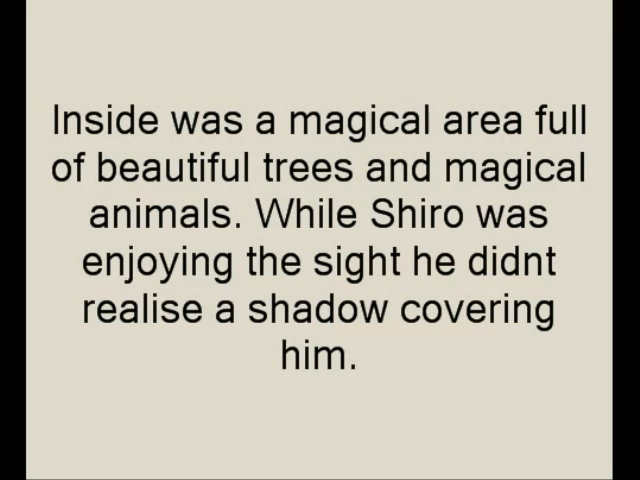 Inside was a magical area full
of beautiful trees and magical
animals. While Shiro was
enjoying the sight he didnt
realise a shadow covering
him.